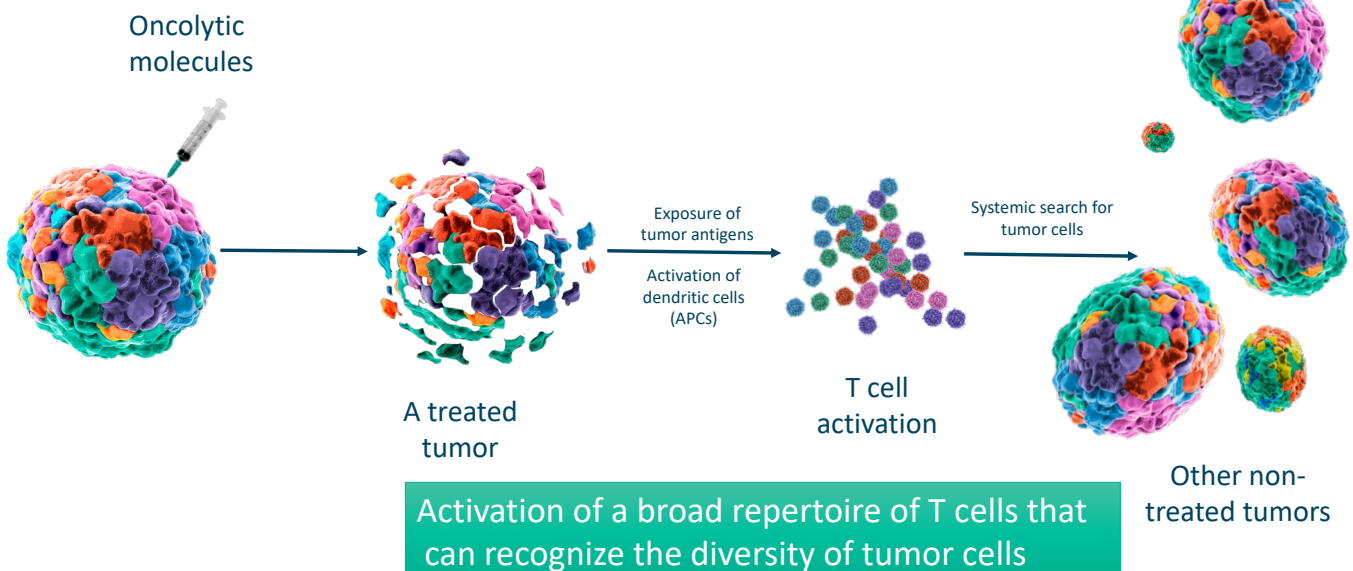 Oncolytic
molecules
Exposure of
tumor antigens
Activation of
dendritic cells
(APCs)
Systemic search for
tumor cells
A treated
tumor
T cell
activation
Other non-
treated tumors
Activation of a broad repertoire of T cells that
can recognize the diversity of tumor cells